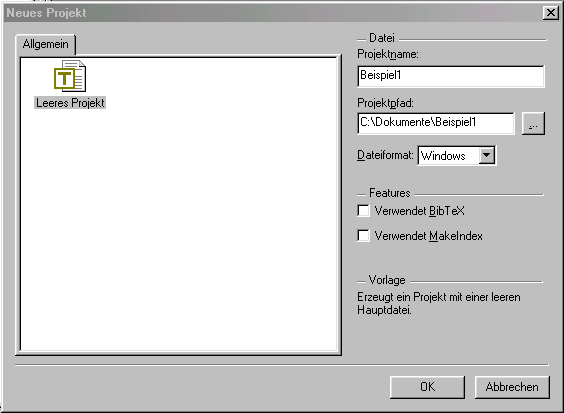 Neues Projekt
Allgemein
Leeres Projekt
Datei
Projektname:
Beispiel1
Projektpfad:
C:\Dokumente\Beispiel1
...
Dateiformat: Windows
Features
Verwendet BibTeX
Verwendet MakeIndex
Vorlage
Erzeugt ein Projekt mit einer leeren
Hauptdatei.
OK
Abbrechen